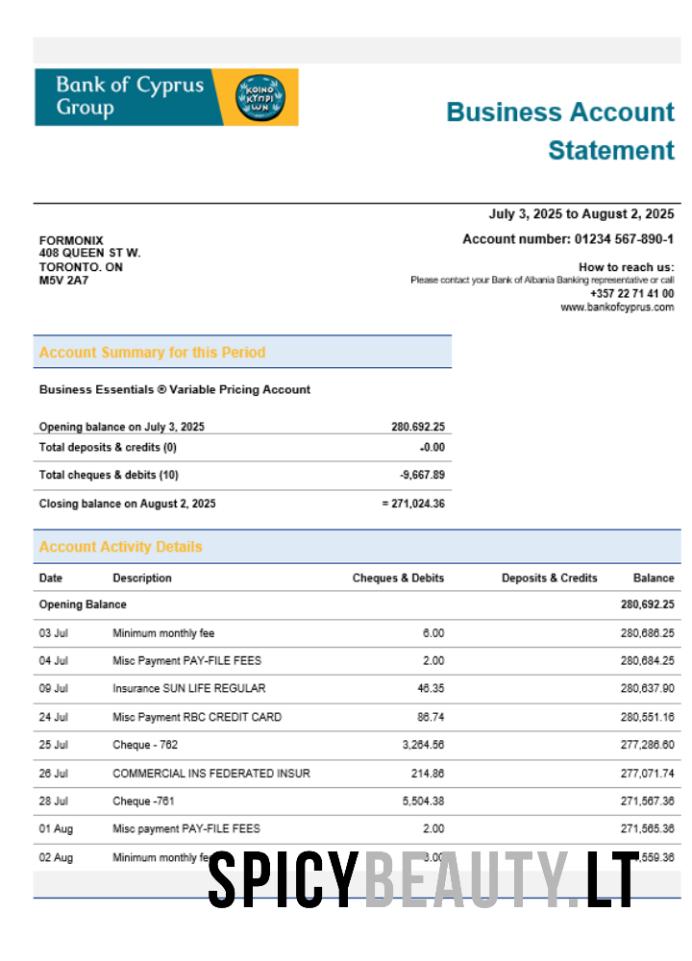 Bank of Cyprus
Group
ΚΟΙΝΟ
ΚΥΠΡΙ
ωΝ
Business Account
Statement
July 3, 2025 to August 2, 2025
Account number: 01234 567-890-1
FORMONIX
408 QUEEN ST W.
TORONTO. ON
M5V 2A7
How to reach us:
Please contact your Bank of Albania Banking representative or call
+357 22 71 41 00
www.bankofcyprus.com
Account Summary for this Period
Business Essentials ® Variable Pricing Account
Opening balance on July 3, 2025 280.692.25
Total deposits & credits (0) -0.00
Total cheques & debits (10) -9,667.89
Closing balance on August 2, 2025 = 271,024.36
Account Activity Details
Date Description Cheques & Debits Deposits & Credits Balance
Opening Balance 280,692.25
03 Jul Minimum monthly fee 6.00 280,686.25
04 Jul Misc Payment PAY-FILE FEES 2.00 280,684.25
09 Jul Insurance SUN LIFE REGULAR 46.35 280,637.90
24 Jul Misc Payment RBC CREDIT CARD 86.74 280,551.16
25 Jul Cheque - 762 3,264.56 277,286.60
26 Jul COMMERCIAL INS FEDERATED INSUR 214.86 277,071.74
28 Jul Cheque -761 5,504.38 271,567.36
01 Aug Misc payment PAY-FILE FEES 2.00 271,565.36
02 Aug Minimum monthly
SPICYBEAUTY.LT